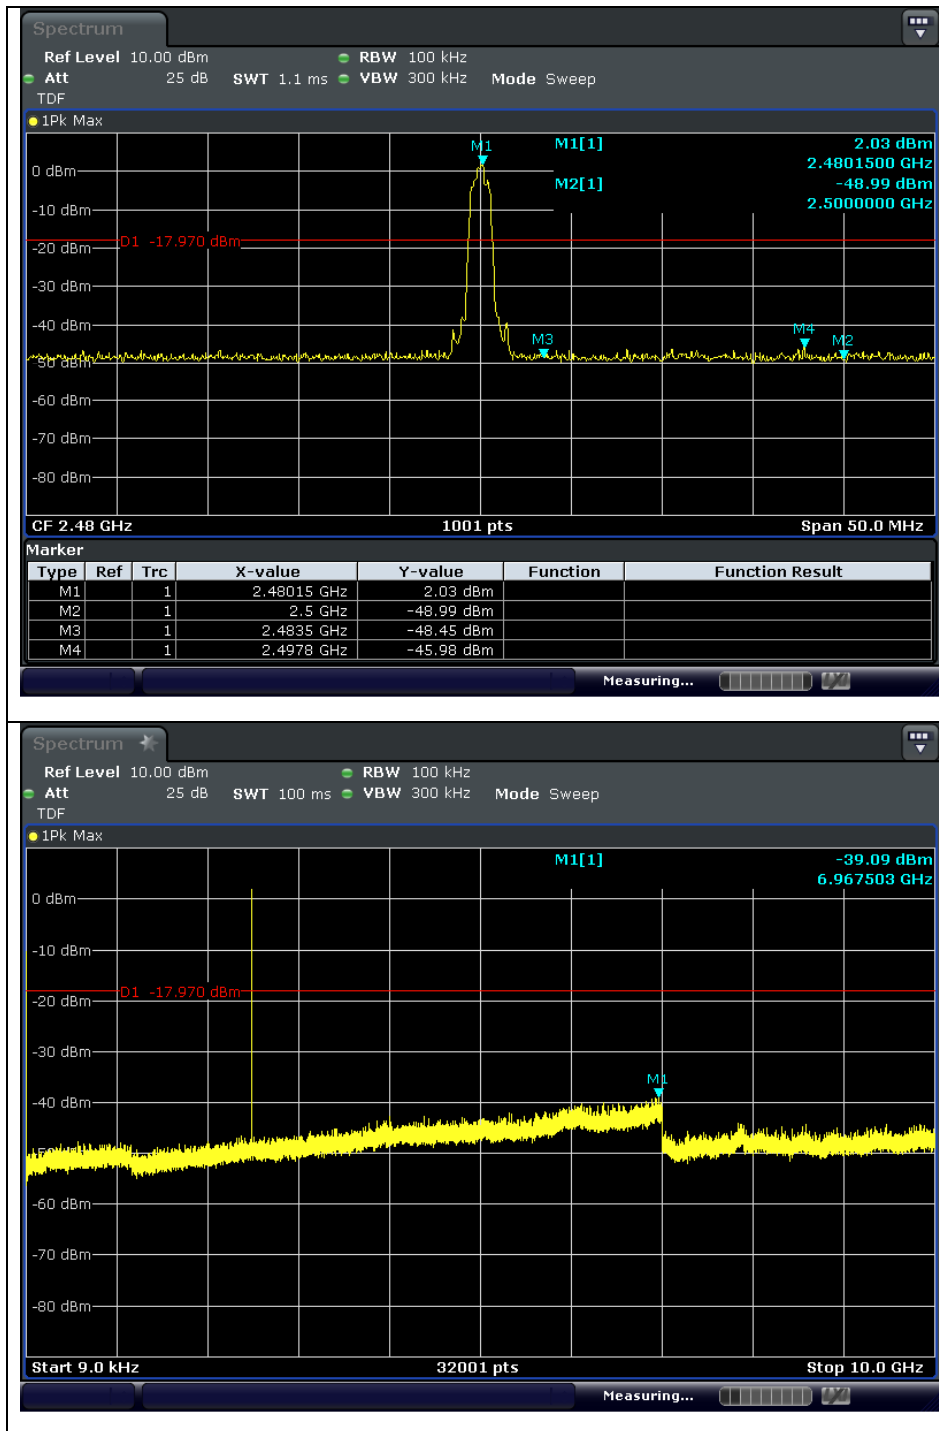 Spectrum
Ref Level 10.00 dBm RBW 100 kHz
Att 25 dB SWT 1.1 ms VBW 300 kHz Mode Sweep
TDF
1Pk Max
M1 M1[1] 2.03 dBm
2.4801500 GHz
0 dBm
M2[1] -48.99 dBm
2.5000000 GHz
-10 dBm
D1 -17.970 dBm
-20 dBm
-30 dBm
-40 dBm
M3 M4 M2
-50 dBm
-60 dBm
-70 dBm
-80 dBm
CF 2.48 GHz 1001 pts Span 50.0 MHz
Marker
Type Ref Trc X-value Y-value Function Function Result
M1 1 2.48015 GHz 2.03 dBm
M2 1 2.5 GHz -48.99 dBm
M3 1 2.4835 GHz -48.45 dBm
M4 1 2.4978 GHz -45.98 dBm
Measuring...
Spectrum
Ref Level 10.00 dBm RBW 100 kHz
Att 25 dB SWT 100 ms VBW 300 kHz Mode Sweep
TDF
1Pk Max
M1[1] -39.09 dBm
6.967503 GHz
0 dBm
-10 dBm
D1 -17.970 dBm
-20 dBm
-30 dBm
M1
-40 dBm
-60 dBm
-70 dBm
-80 dBm
Start 9.0 kHz 32001 pts Stop 10.0 GHz
Measuring...